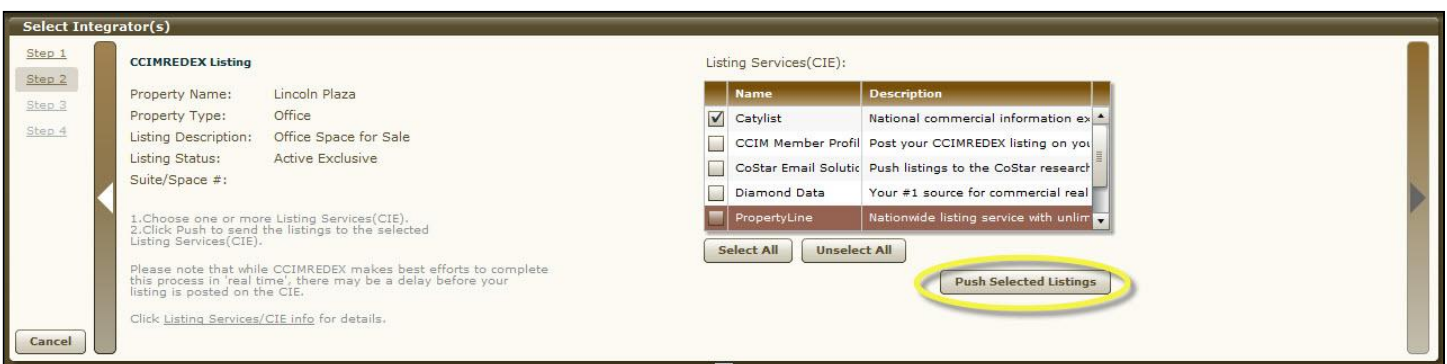 Select Integrator(s)
Step 1
Step 2
Step 3
Step 4
Cancel
CCIMREDEX Listing
Property Name: Lincoln Plaza
Property Type: Office
Listing Description: Office Space for Sale
Listing Status: Active Exclusive
Suite/Space #:
1.Choose one or more Listing Services(CIE).
2.Click Push to send the listings to the selected
Listing Services(CIE).
Please note that while CCIMREDEX makes best efforts to complete
this process in 'real time', there may be a delay before your
listing is posted on the CIE.
Click Listing Services/CIE info for details.
Listing Services(CIE):
Name Description
Catylist National commercial information ex
CCIM Member Profil Post your CCIMREDEX listing on you
CoStar Email Solutic Push listings to the CoStar research
Diamond Data Your #1 source for commercial real
PropertyLine Nationwide listing service with unlim
Select All Unselect All
Push Selected Listings